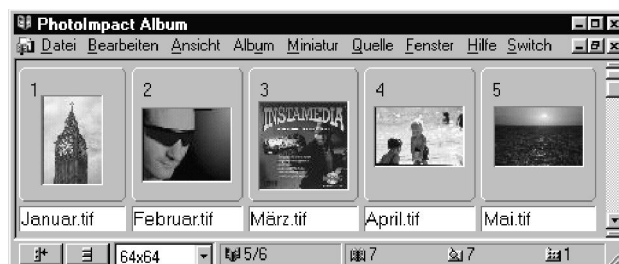 PhotoImpact Album
Datei Bearbeiten Ansicht Album Miniatur Quelle Fenster Hilfe Switch
1 2 3 4 5
INSTAMEDIA
Januar.tif Februar.tif März.tif April.tif Mai.tif
64x64 5/6 7 7 1